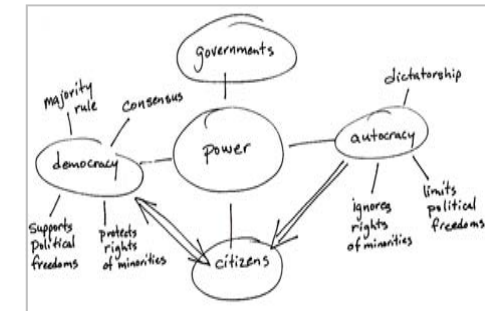 governments
dictatorship
majority
rule
consensus
power
autocracy
democracy
supports
political
freedoms
protects
rights
of minorities
citizens
ignores
rights
of minorities
limits
political
freedoms